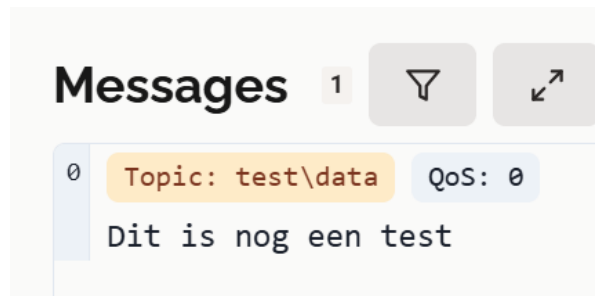 Messages 1
0 Topic: test\data QoS: 0
Dit is nog een test